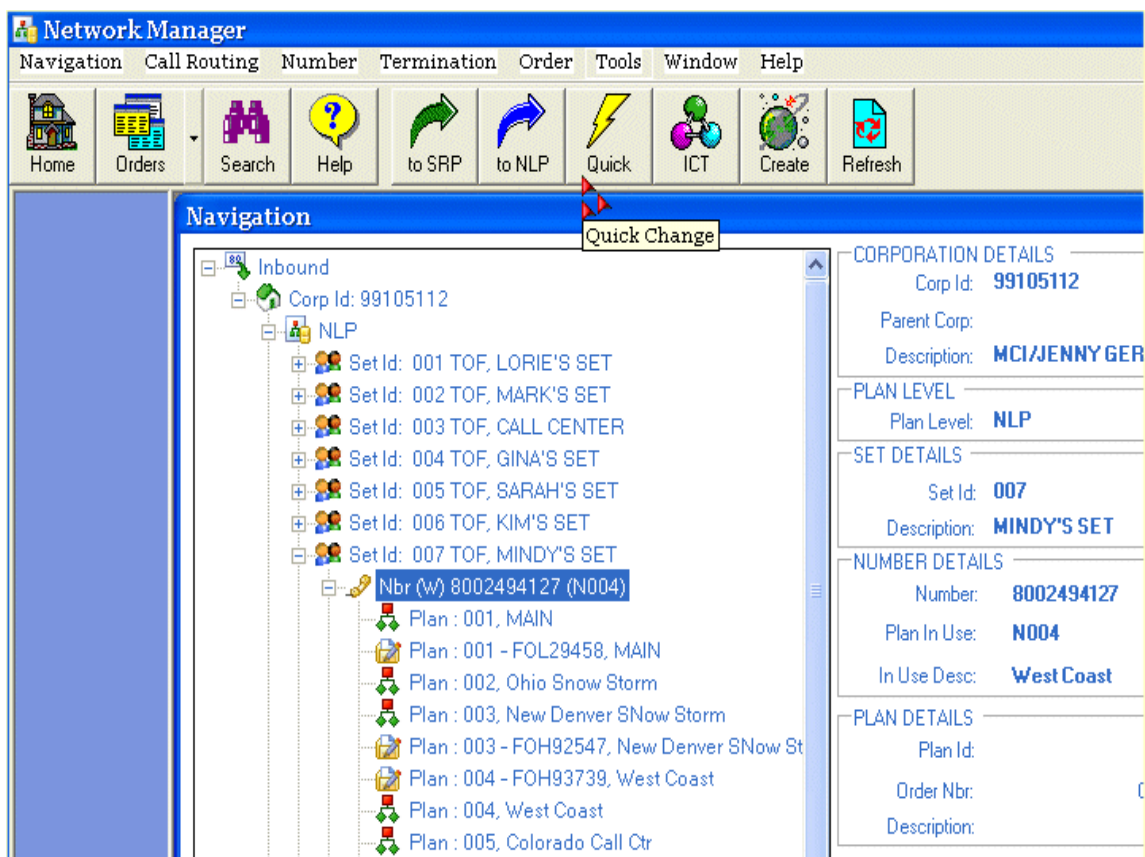 Network Manager
Navigation Call Routing Number Termination Order Tools Window Help
Home Orders Search Help to SRP to NLP Quick ICT Create Refresh
Quick Change
Navigation
Inbound
Corp Id: 99105112
NLP
Set Id: 001 TOF, LORIE'S SET
Set Id: 002 TOF, MARK'S SET
Set Id: 003 TOF, CALL CENTER
Set Id: 004 TOF, GINA'S SET
Set Id: 005 TOF, SARAH'S SET
Set Id: 006 TOF, KIM'S SET
Set Id: 007 TOF, MINDY'S SET
Nbr (W) 8002494127 (N004)
Plan : 001, MAIN
Plan : 001 - FOL29458, MAIN
Plan : 002, Ohio Snow Storm
Plan : 003, New Denver SNow Storm
Plan : 003 - FOH92547, New Denver SNow St
Plan : 004 - FOH93739, West Coast
Plan : 004, West Coast
Plan : 005, Colorado Call Ctr
CORPORATION DETAILS
Corp Id: 99105112
Parent Corp:
Description: MCI/JENNY GER
PLAN LEVEL
Plan Level: NLP
SET DETAILS
Set Id: 007
Description: MINDY'S SET
NUMBER DETAILS
Number: 8002494127
Plan In Use: N004
In Use Desc: West Coast
PLAN DETAILS
Plan Id:
Order Nbr:
Description: